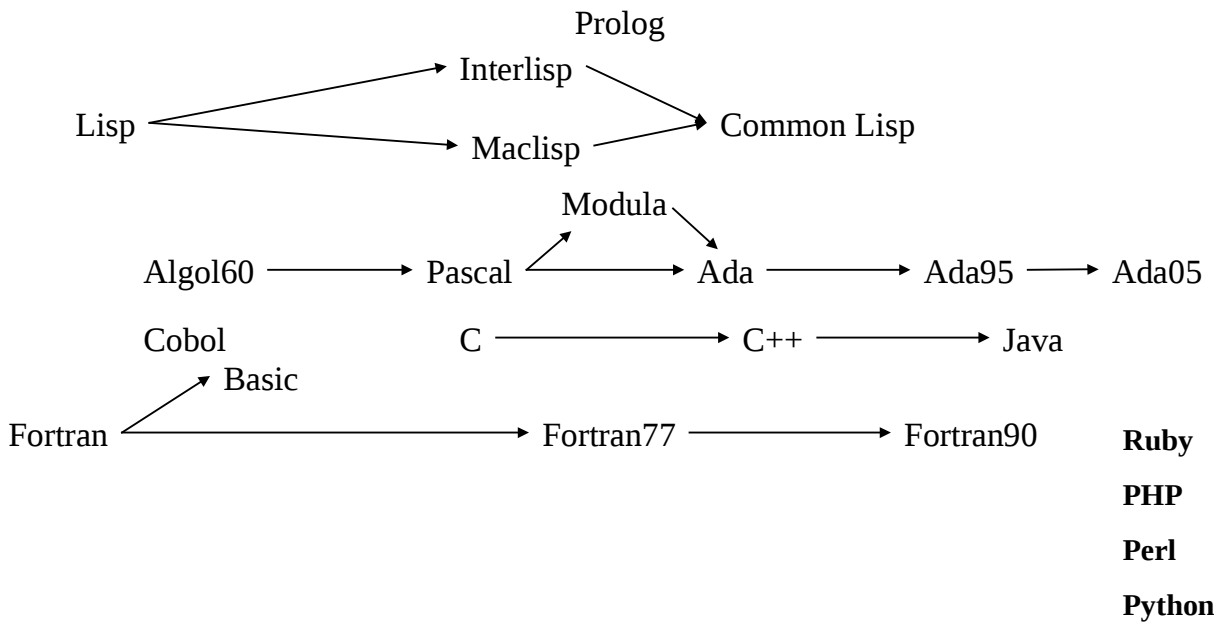 Prolog
Interlisp
Lisp Common Lisp
Maclisp
Modula
Algol60 Pascal Ada Ada95 Ada05
Cobol C C++ Java
Basic
Fortran Fortran77 Fortran90
Ruby
PHP
Perl
Python